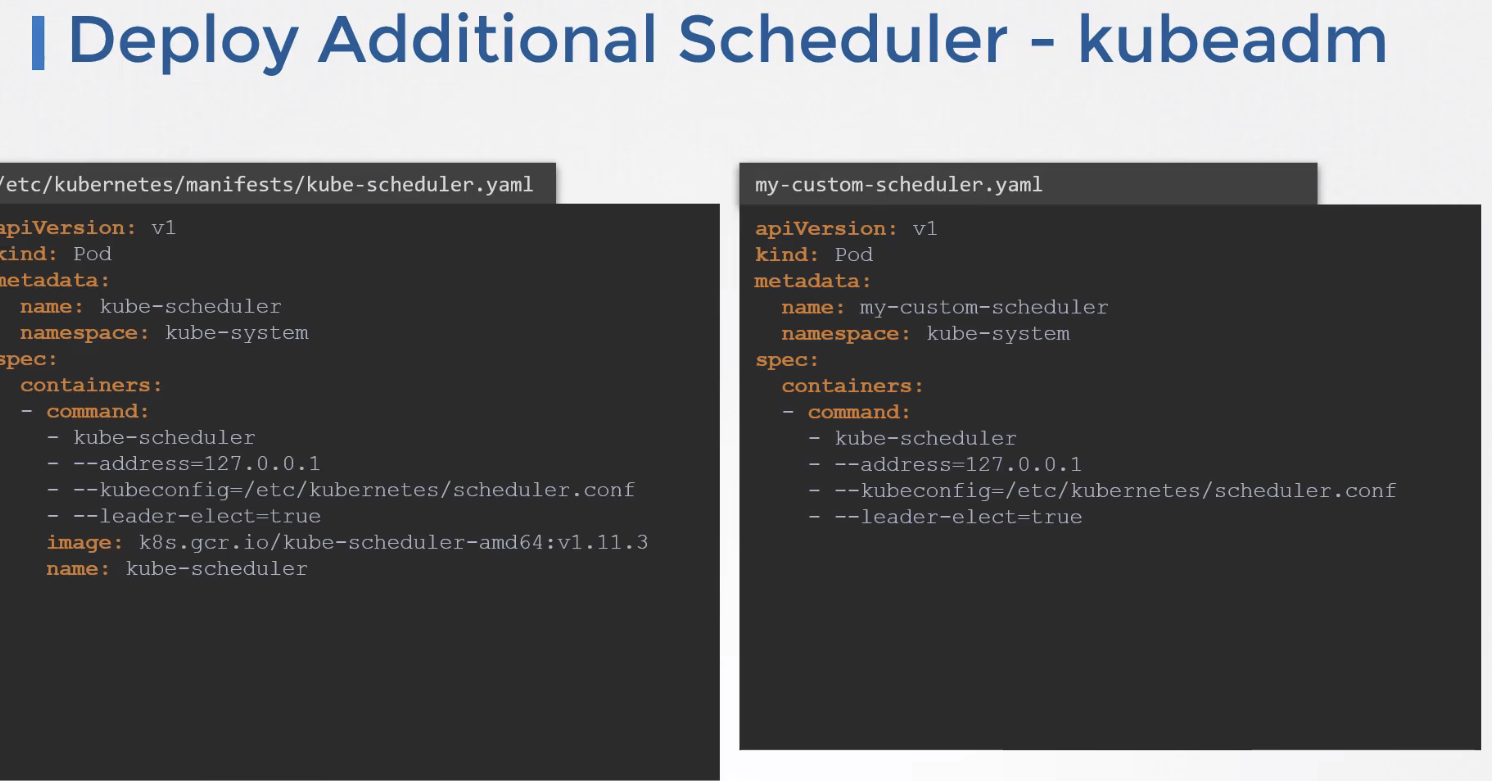 Deploy Additional Scheduler - kubeadm
/etc/kubernetes/manifests/kube-scheduler.yaml
apiVersion: v1
kind: Pod
metadata:
  name: kube-scheduler
  namespace: kube-system
spec:
  containers:
  - command:
    - kube-scheduler
    - --address=127.0.0.1
    - --kubeconfig=/etc/kubernetes/scheduler.conf
    - --leader-elect=true
    image: k8s.gcr.io/kube-scheduler-amd64:v1.11.3
    name: kube-scheduler
my-custom-scheduler.yaml
apiVersion: v1
kind: Pod
metadata:
  name: my-custom-scheduler
  namespace: kube-system
spec:
  containers:
  - command:
    - kube-scheduler
    - --address=127.0.0.1
    - --kubeconfig=/etc/kubernetes/scheduler.conf
    - --leader-elect=true